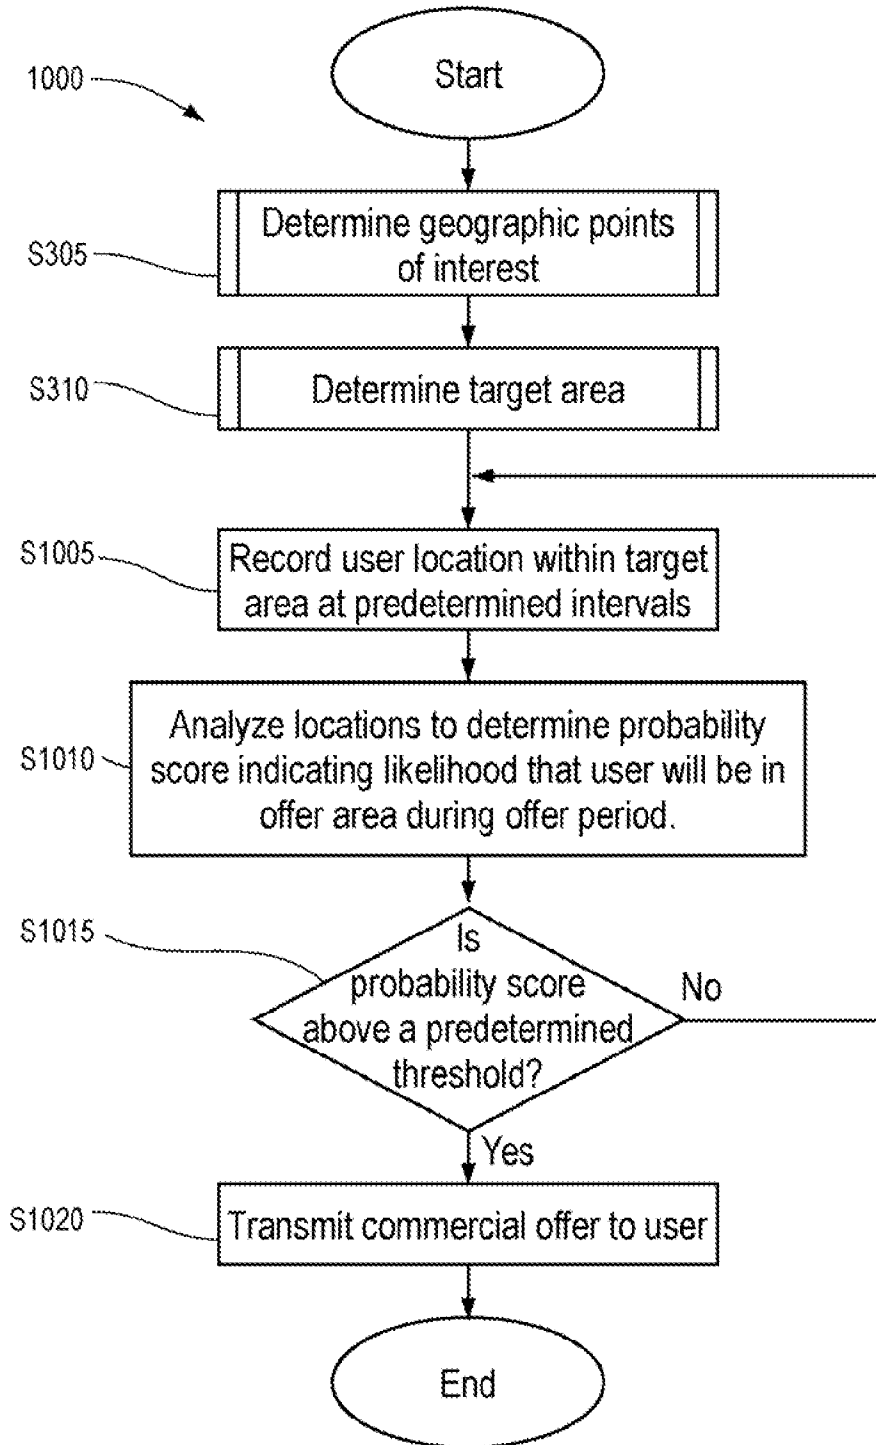 Start
1000
Determine geographic points
of interest
S305
Determine target area
S310
Record user location within target
area at predetermined intervals
S1005
Analyze locations to determine probability
score indicating likelihood that user will be in
offer area during offer period.
S1010
Is
probability score
above a predetermined
threshold?
S1015
No
Yes
Transmit commercial offer to user
S1020
End